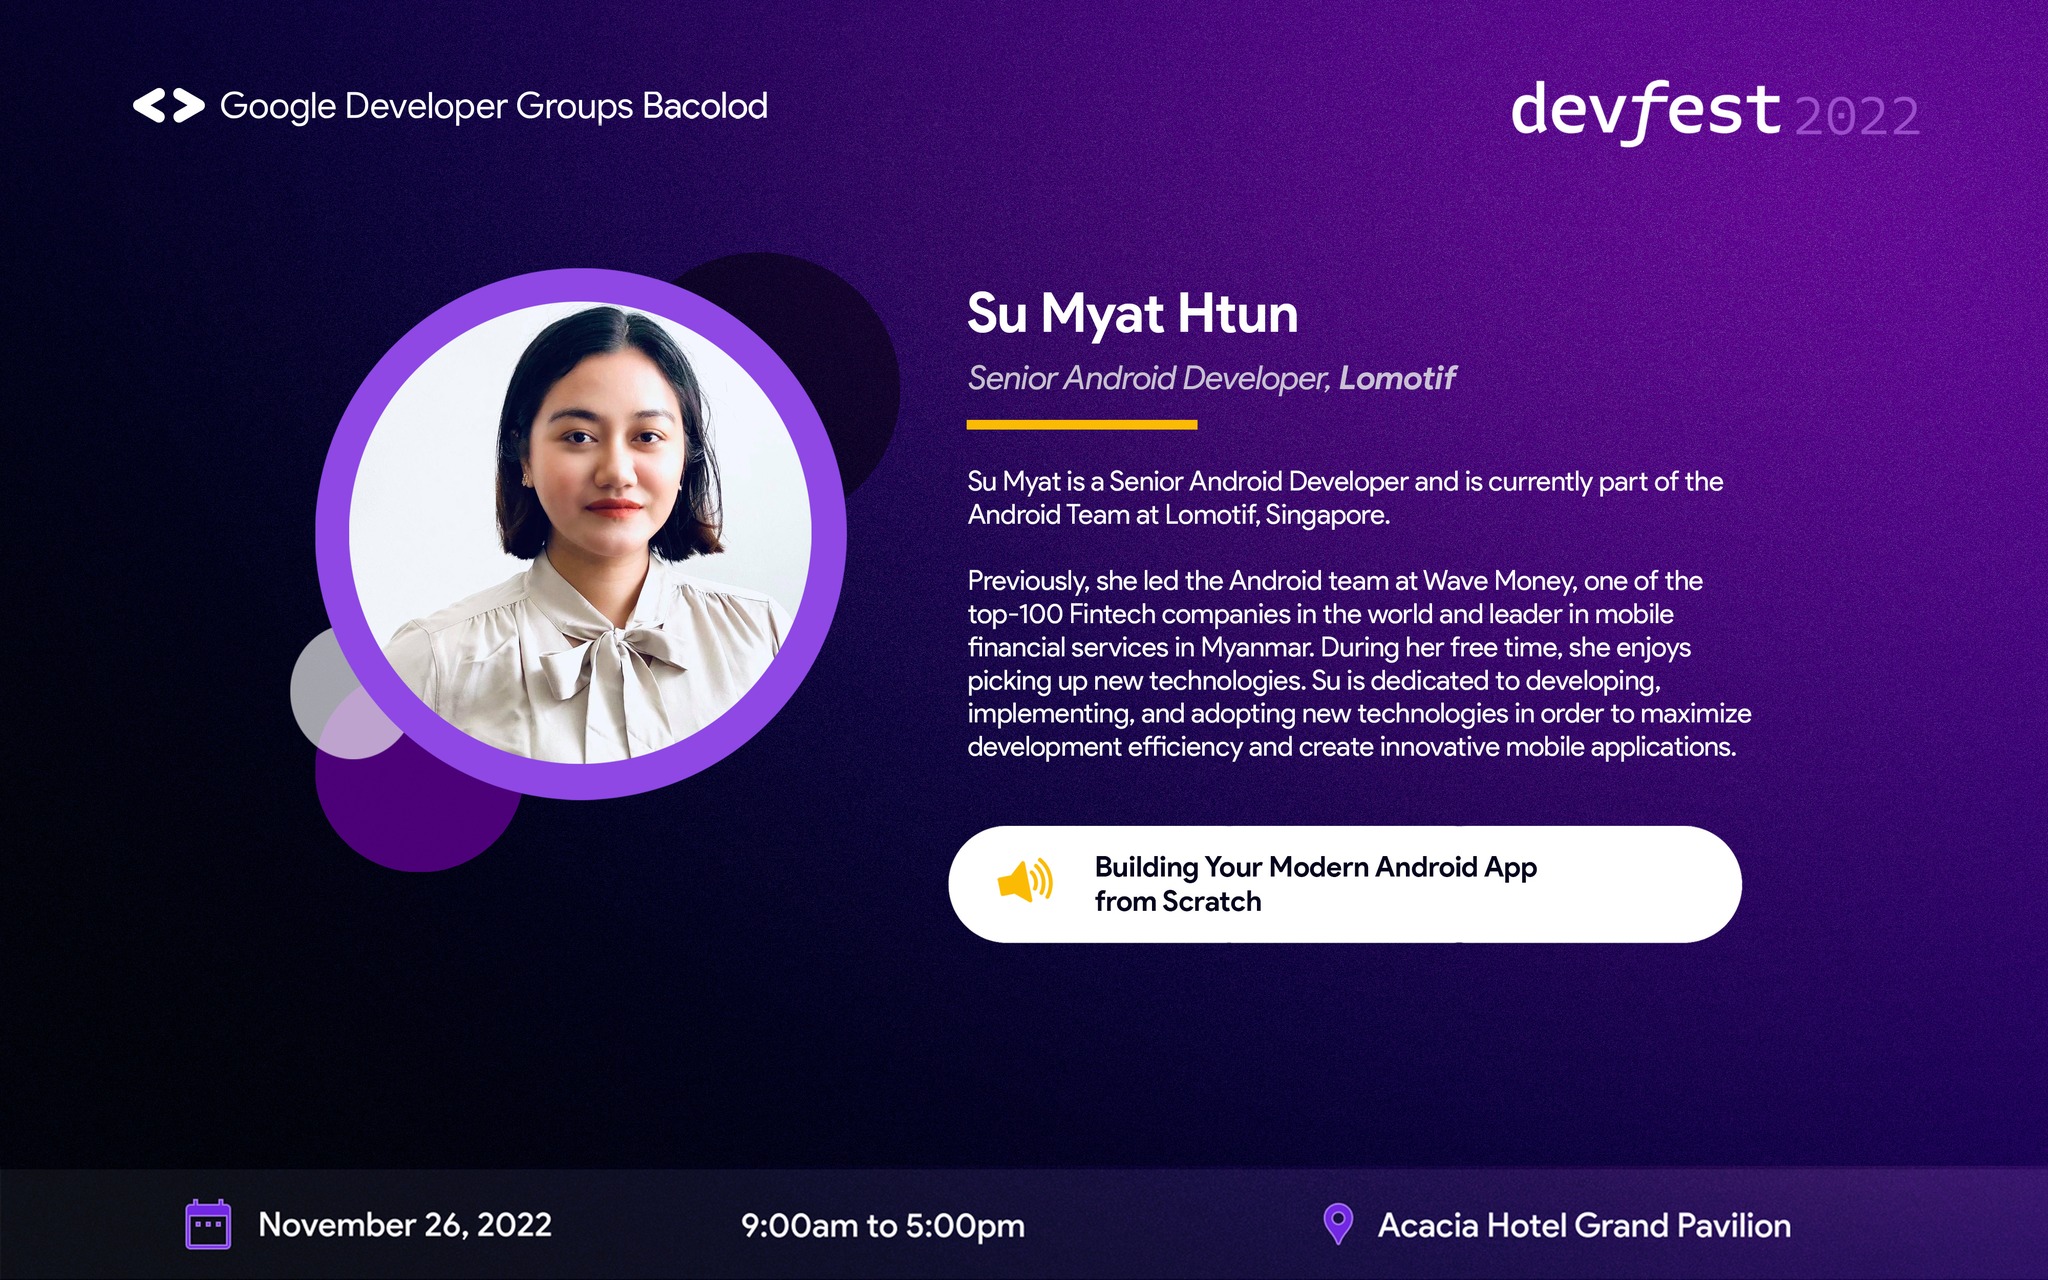 <> Google Developer Groups Bacolod
devfest 2022
Su Myat Htun
Senior Android Developer, Lomotif
Su Myat is a Senior Android Developer and is currently part of the
Android Team at Lomotif, Singapore.
Previously, she led the Android team at Wave Money, one of the
top-100 Fintech companies in the world and leader in mobile
financial services in Myanmar. During her free time, she enjoys
picking up new technologies. Su is dedicated to developing,
implementing, and adopting new technologies in order to maximize
development efficiency and create innovative mobile applications.
Building Your Modern Android App
from Scratch
November 26, 2022
9:00am to 5:00pm
Acacia Hotel Grand Pavilion